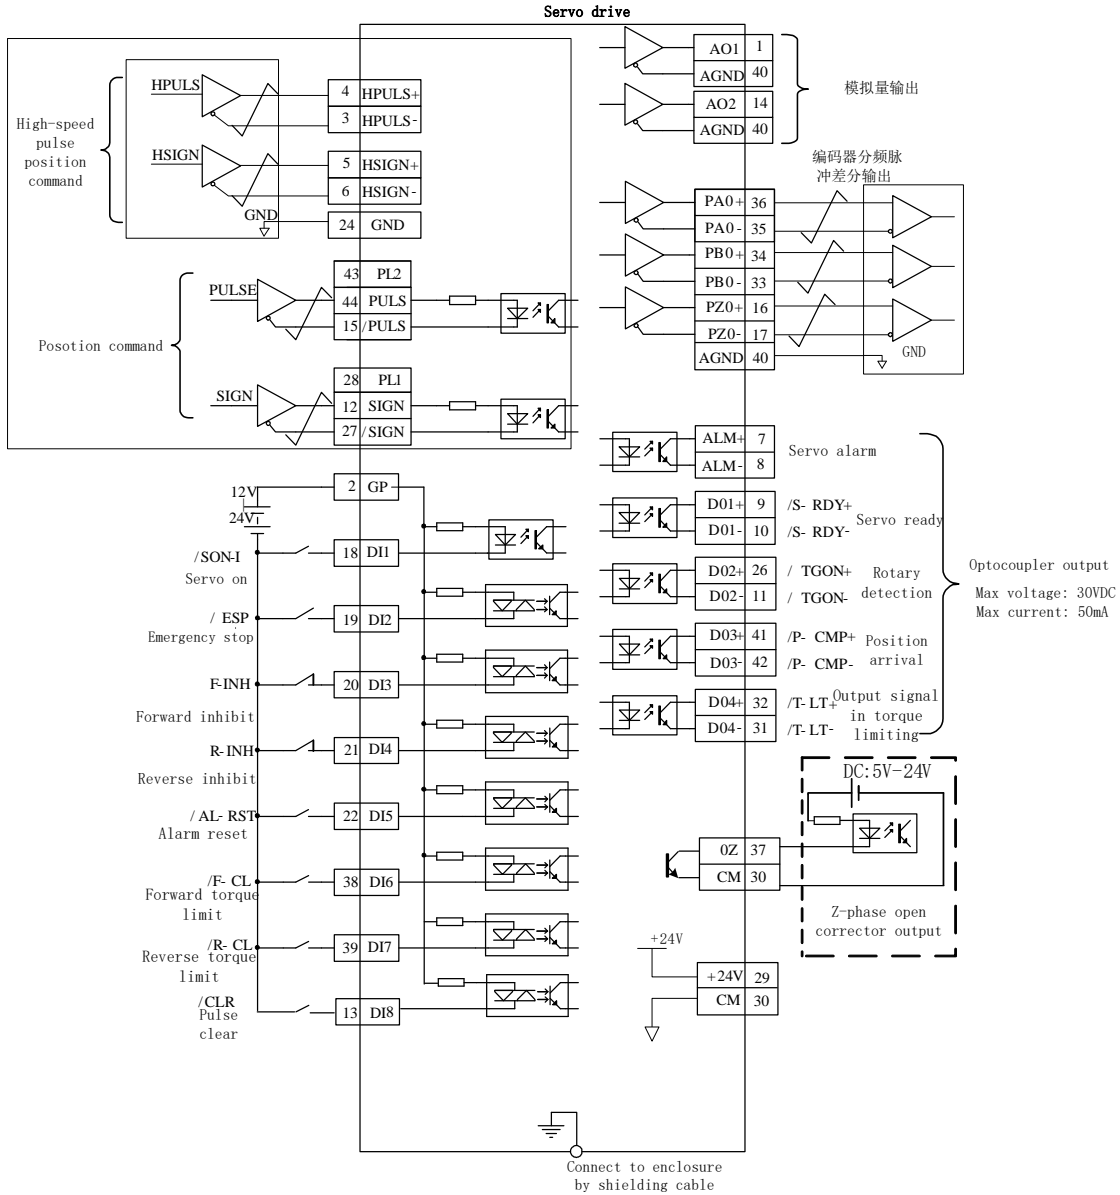 Servo drive
HPULS
4 HPULS+
3 HPULS-
HSIGN
5 HSIGN+
6 HSIGN-
GND
24 GND
High-speed
pulse
position
command
43 PL2
PULSE
44 PULS
15 /PULS
Posotion command
28 PL1
SIGN
12 SIGN
27 /SIGN
2 GP
12V
24V
/SON-I
Servo on
18 DI1
/ ESP
Emergency stop
19 DI2
F-INH
Forward inhibit
20 DI3
R-INH
Reverse inhibit
21 DI4
/AL-RST
Alarm reset
22 DI5
/F-CL
Forward torque
limit
38 DI6
/R-CL
Reverse torque
limit
39 DI7
/CLR
Pulse
clear
13 DI8
AO1 1
AGND 40
AO2 14
AGND 40
模拟量输出
编码器分频脉
冲差分输出
PA0+ 36
PA0- 35
PB0+ 34
PB0- 33
PZ0+ 16
PZ0- 17
AGND 40
GND
ALM+ 7
ALM- 8
Servo alarm
D01+ 9 /S-RDY+
D01- 10 /S-RDY-
Servo ready
D02+ 26 / TGON+
D02- 11 / TGON-
Rotary
detection
D03+ 41 /P-CMP+
D03- 42 /P-CMP-
Position
arrival
D04+ 32 /T-LT+
D04- 31 /T-LT-
Output signal
in torque
limiting
Optocoupler output
Max voltage: 30VDC
Max current: 50mA
DC:5V-24V
0Z 37
CM 30
Z-phase open
corrector output
+24V
+24V 29
CM 30
Connect to enclosure
by shielding cable